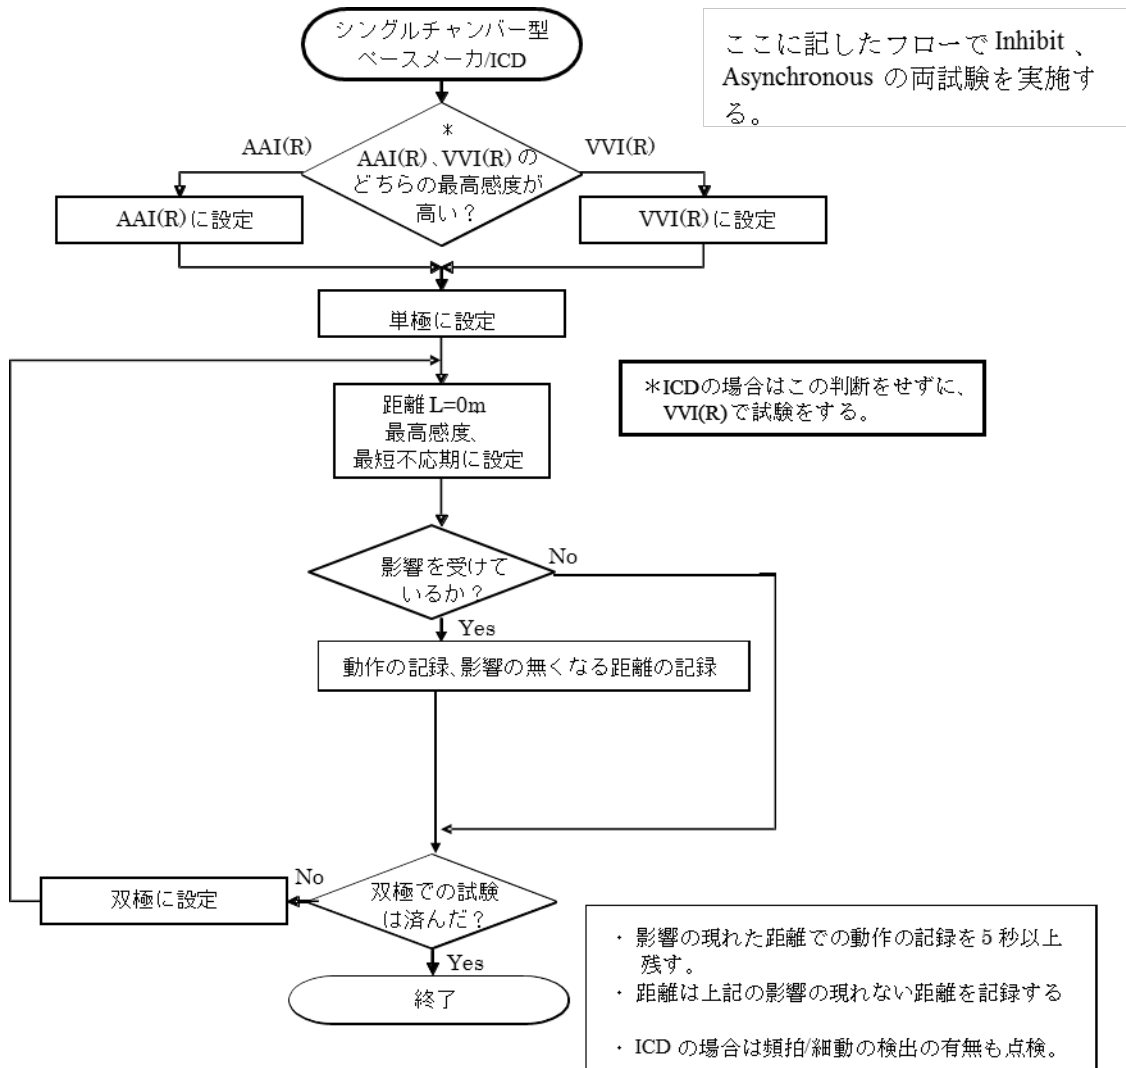 シングルチャンバー型
ペースメーカ/ICD
ここに記したフローで Inhibit 、
Asynchronous の両試験を実施す
る。
*
AAI(R)
AAI(R) 、VVI(R) の
どちらの最高感度が
高い？
VVI(R)
AAI(R) に設定
VVI(R) に設定
単極に設定
＊ICDの場合はこの判断をせずに、
VVI(R) で試験をする。
距離 L=0m
最高感度、
最短不応期に設定
影響を受けて
いるか？
No
Yes
動作の記録、影響の無くなる距離の記録
双極に設定
No
双極での試験
は済んだ？
Yes
終了
・ 影響の現れた距離での動作の記録を 5 秒以上
残す。
・ 距離は上記の影響の現れない距離を記録する
・ ICD の場合は頻拍/細動の検出の有無も点検。